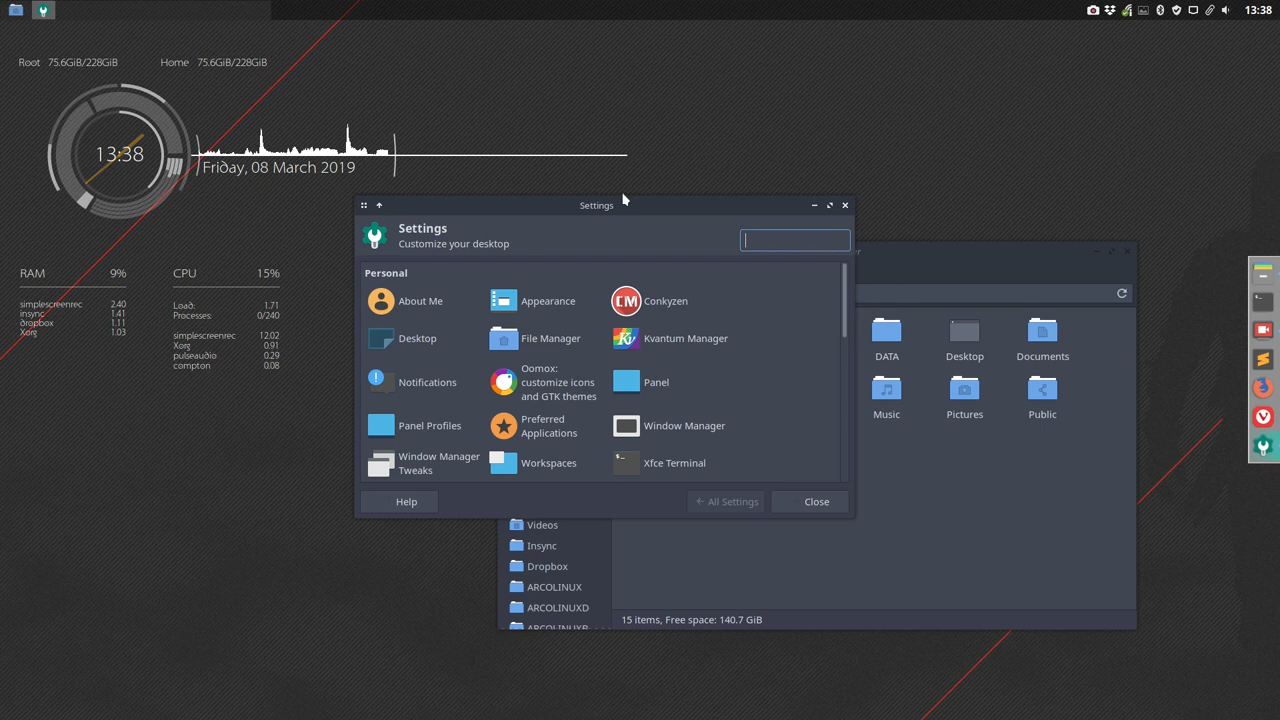 13:38
Root 75.6GiB/228GiB Home 75.6GiB/228GiB
13:38
Friday, 08 March 2019
RAM 9%
simplescreenrec 2.40
insync 1.41
dropbox 1.11
Xorg 1.03
CPU 15%
Load: 1.71
Processes: 0/240
simplescreenrec 12.02
Xorg 0.91
pulseaudio 0.29
compton 0.08
Settings
Settings
Customize your desktop
Personal
About Me
Appearance
CM
Conkyzen
Desktop
File Manager
Kv
Kvantum Manager
Notifications
Oomox:
customize icons
and GTK themes
Panel
Panel Profiles
Preferred
Applications
Window Manager
Window Manager
Tweaks
Workspaces
Xfce Terminal
Help
All Settings
Close
DATA
Desktop
Documents
Music
Pictures
Public
Videos
Insync
Dropbox
ARCOLINUX
ARCOLINUXD
15 items, Free space: 140.7 GiB